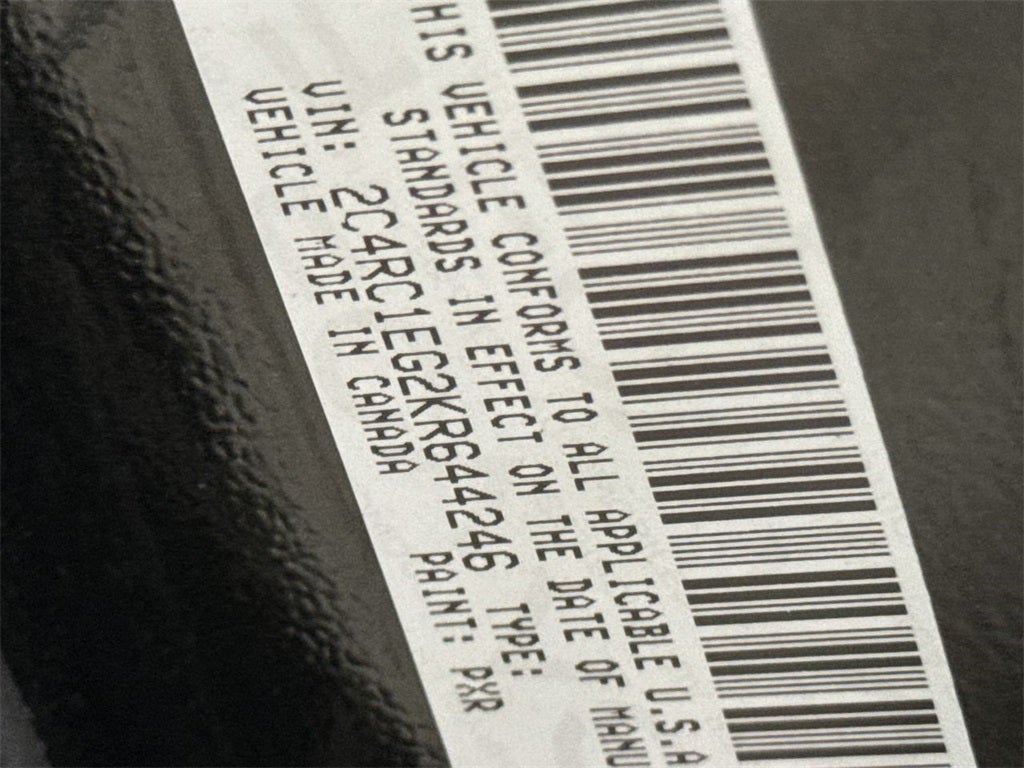 HIS VEHICLE CONFORMS TO ALL APPLICABLE U.S.A
STANDARDS IN EFFECT ON THE DATE OF MANU
VIN: 2C4RC1EG2KR644246 TYPE:
VEHICLE MADE IN CANADA PAINT: PXR